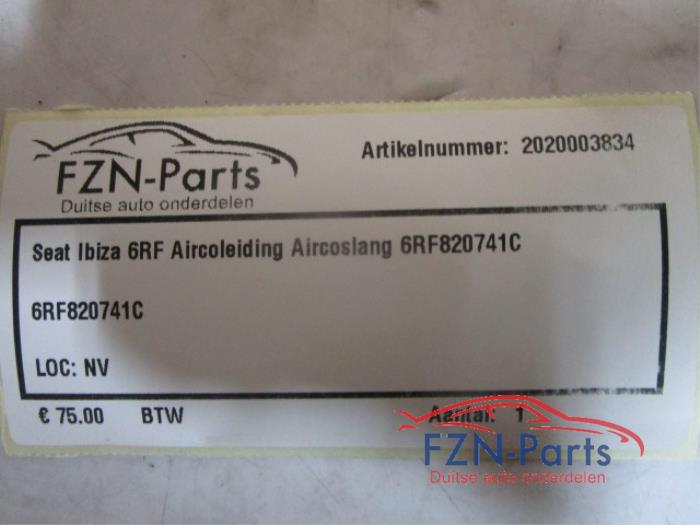 FZN-Parts
Duitse auto onderdelen
Artikelnummer: 2020003834
Seat Ibiza 6RF Aircoleiding Aircoslang 6RF820741C
6RF820741C
LOC: NV
€ 75.00 BTW Aantal: 1
FZN-Parts
Duitse auto onderdelen